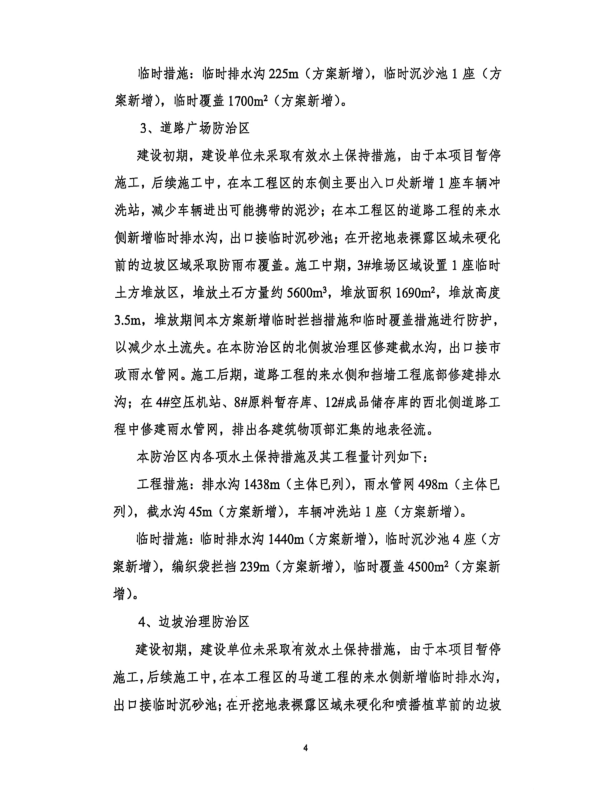 临时措施：临时排水沟 225m（方案新增），临时沉沙池 1 座（方
案新增），临时覆盖 1700m²（方案新增）。
3、道路广场防治区
建设初期，建设单位未采取有效水土保持措施，由于本项目暂停
施工，后续施工中，在本工程区的东侧主要出入口处新增 1 座车辆冲
洗站，减少车辆进出可能携带的泥沙；在本工程区的道路工程的来水
侧新增临时排水沟，出口接临时沉砂池；在开挖地表裸露区域未硬化
前的边坡区域采取防雨布覆盖。施工中期，3#堆场区域设置 1 座临时
土方堆放区，堆放土石方量约 5600m³，堆放面积 1690m²，堆放高度
3.5m，堆放期间本方案新增临时拦挡措施和临时覆盖措施进行防护，
以减少水土流失。在本防治区的北侧坡治理区修建截水沟，出口接市
政雨水管网。施工后期，道路工程的来水侧和挡墙工程底部修建排水
沟；在 4#空压机站、8#原料暂存库、12#成品储存库的西北侧道路工
程中修建雨水管网，排出各建筑物顶部汇集的地表径流。
本防治区内各项水土保持措施及其工程量计列如下：
工程措施：排水沟 1438m（主体已列），雨水管网 498m（主体已
列），截水沟 45m（方案新增），车辆冲洗站 1 座（方案新增）。
临时措施：临时排水沟 1440m（方案新增），临时沉沙池 4 座（方
案新增），编织袋拦挡 239m（方案新增），临时覆盖 4500m²（方案新
增）。
4、边坡治理防治区
建设初期，建设单位未采取有效水土保持措施，由于本项目暂停
施工，后续施工中，在本工程区的马道工程的来水侧新增临时排水沟，
出口接临时沉砂池；在开挖地表裸露区域未硬化和喷播植草前的边坡
4